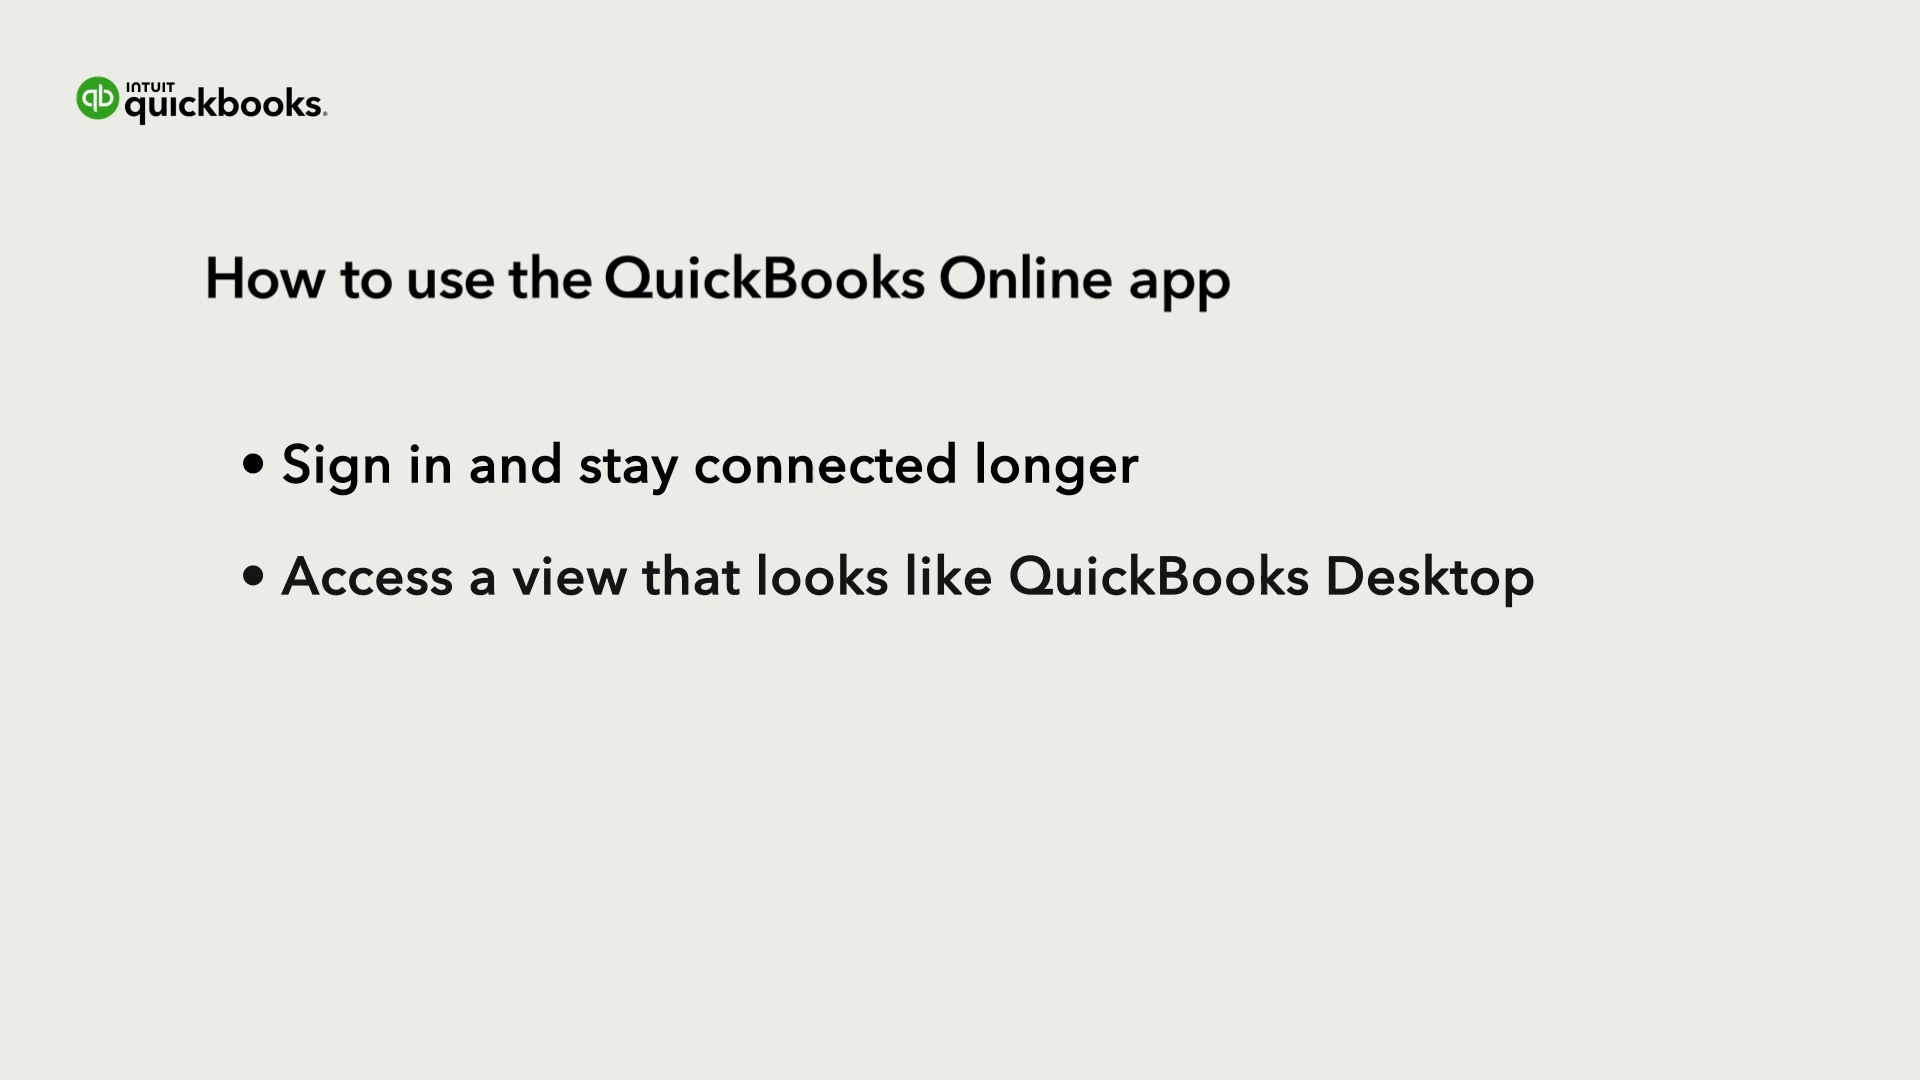 INTUIT
quickbooks.
How to use the QuickBooks Online app
• Sign in and stay connected longer
• Access a view that looks like QuickBooks Desktop